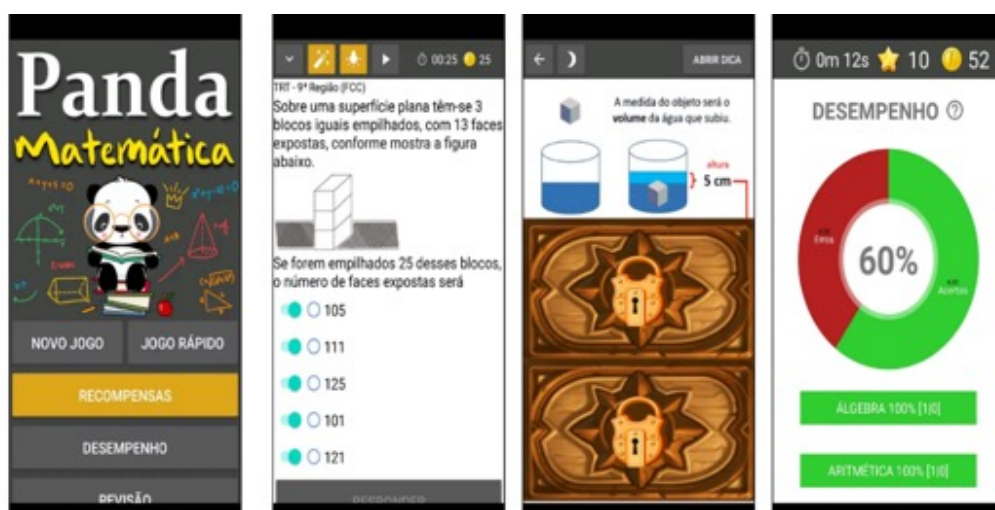 Panda
Matemática
NOVO JOGO
JOGO RÁPIDO
RECOMPENSAS
DESEMPENHO
REVISÃO
00:25 25
TRT - 9ª Região (FCC)
Sobre uma superfície plana têm-se 3
blocos iguais empilhados, com 13 faces
expostas, conforme mostra a figura
abaixo.
Se forem empilhados 25 desses blocos,
o número de faces expostas será
105
111
125
101
121
RESPONDER
ABRIR DICA
A medida do objeto será o
volume da água que subiu.
altura
5 cm
0m 12s 10 52
DESEMPENHO
Erros
60%
Acertos
ÁLGEBRA 100% [1|0]
ARITMÉTICA 100% [1|0]